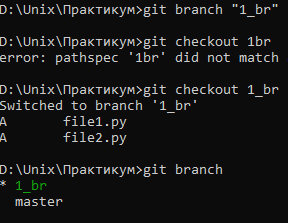 D:\Unix\Практикум>git branch "1_br"
D:\Unix\Практикум>git checkout 1br
error: pathspec '1br' did not match
D:\Unix\Практикум>git checkout 1_br
Switched to branch '1_br'
A       file1.py
A       file2.py
D:\Unix\Практикум>git branch
* 1_br
  master